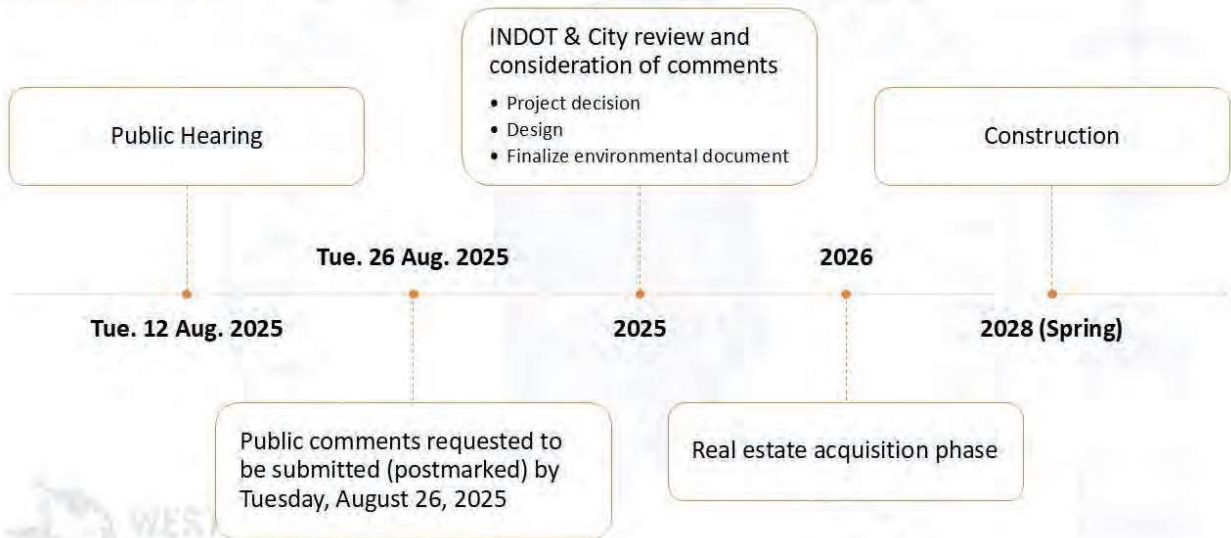 Public Hearing
Tue. 12 Aug. 2025
Tue. 26 Aug. 2025
Public comments requested to
be submitted (postmarked) by
Tuesday, August 26, 2025
INDOT & City review and
consideration of comments
• Project decision
• Design
• Finalize environmental document
2025
2026
Real estate acquisition phase
Construction
2028 (Spring)
WEST